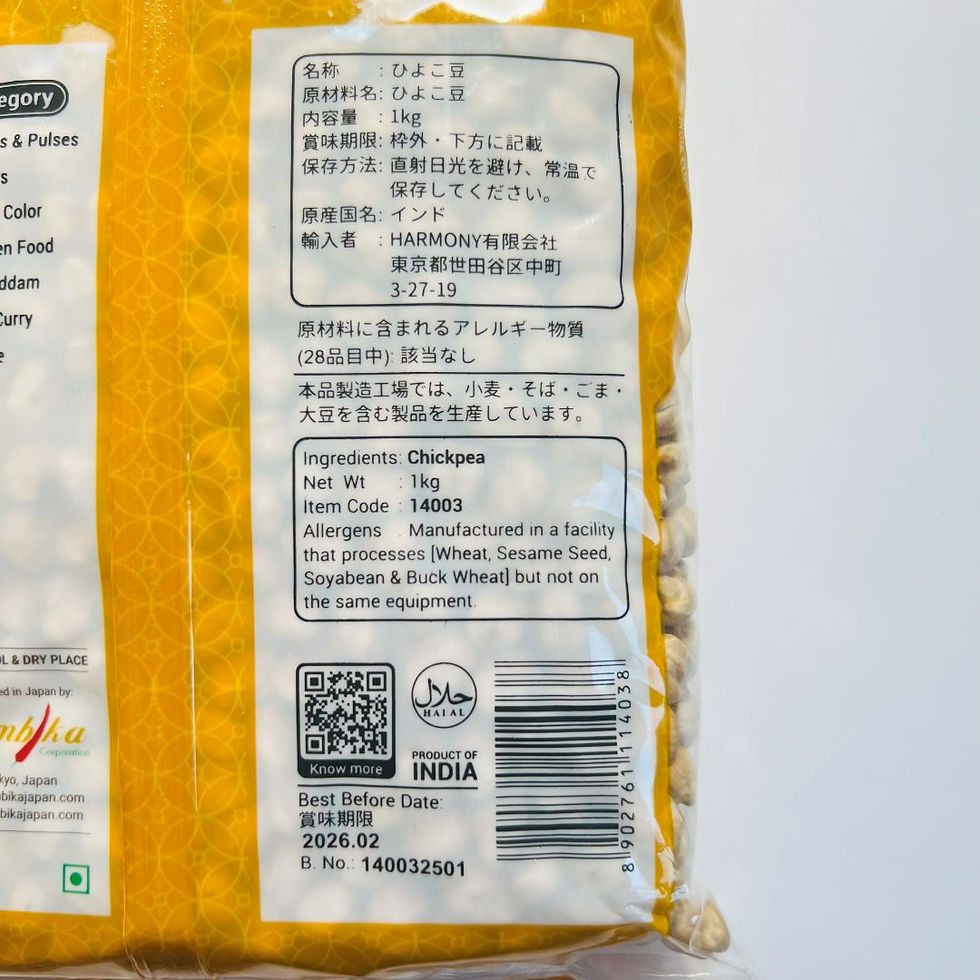 egory
s & Pulses
s
Color
en Food
ddam
Curry
e
L & DRY PLACE
ed in Japan by:
mbika
Corporation
kyo, Japan
bikajapan.com
bikajapan.com
名称 : ひよこ豆
原材料名: ひよこ豆
内容量 : 1kg
賞味期限: 枠外・下方に記載
保存方法: 直射日光を避け、常温で
保存してください。
原産国名: インド
輸入者 : HARMONY有限会社
東京都世田谷区中町
3-27-19
原材料に含まれるアレルギー物質
(28品目中): 該当なし
本品製造工場では、小麦・そば・ごま・
大豆を含む製品を生産しています。
Ingredients: Chickpea
Net Wt : 1kg
Item Code : 14003
Allergens : Manufactured in a facility
that processes [Wheat, Sesame Seed,
Soyabean & Buck Wheat] but not on
the same equipment.
Know more
حلال
HALAL
PRODUCT OF
INDIA
Best Before Date:
賞味期限
2026.02
B. No.: 140032501
8 902761 114038